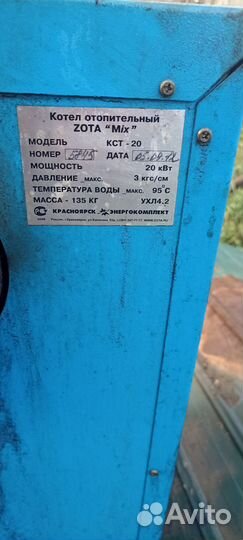 Котел отопительный
ZOTA "Mix"
МОДЕЛЬ КСТ - 20
НОМЕР ДАТА
МОЩНОСТЬ 20 кВт
ДАВЛЕНИЕ МАКС. 3 КГС/СМ
ТЕМПЕРАТУРА ВОДЫ МАКС. 95°С
МАССА - 135 КГ УХЛ4.2
КРАСНОЯРСК ЭНЕРГОКОМПЛЕКТ
Avito